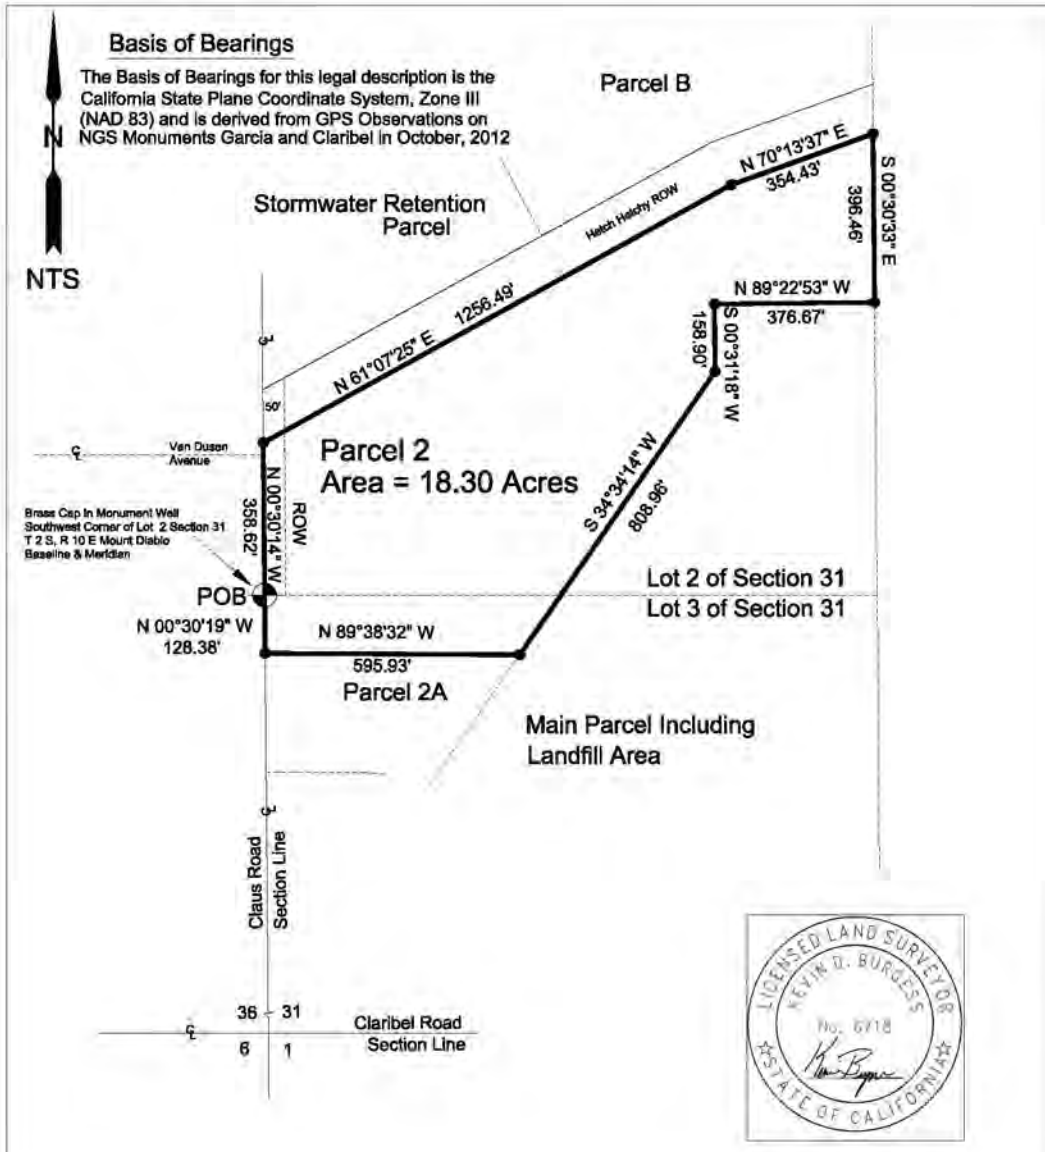 Basis of Bearings
The Basis of Bearings for this legal description is the
California State Plane Coordinate System, Zone III
(NAD 83) and is derived from GPS Observations on
NGS Monuments Garcia and Claribel in October, 2012
N
NTS
Parcel B
Stormwater Retention
Parcel
Hetch Hetchy ROW
N 70°13'37" E
354.43'
S 00°30'33" E
396.46'
N 89°22'53" W
376.67'
S 00°31'18" W
158.90'
N 61°07'25" E
1256.49'
50'
Van Dusen
Avenue
Parcel 2
Area = 18.30 Acres
N 00°30'14" W
358.62'
ROW
S 34°34'14" W
808.96'
Brass Cap In Monument Well
Southwest Corner of Lot 2 Section 31
T 2 S, R 10 E Mount Diablo
Baseline & Meridian
POB
Lot 2 of Section 31
Lot 3 of Section 31
N 00°30'19" W
128.38'
N 89°38'32" W
595.93'
Parcel 2A
Main Parcel Including
Landfill Area
Claus Road
Section Line
36 31
6 1
Claribel Road
Section Line
LICENSED LAND SURVEYOR
KEVIN D. BURGESS
No. 6718
STATE OF CALIFORNIA